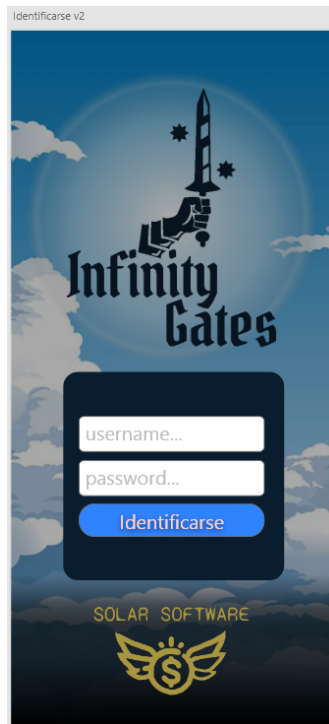 Identificarse v2
Infinity
Gates
username...
password...
Identificarse
SOLAR SOFTWARE
$